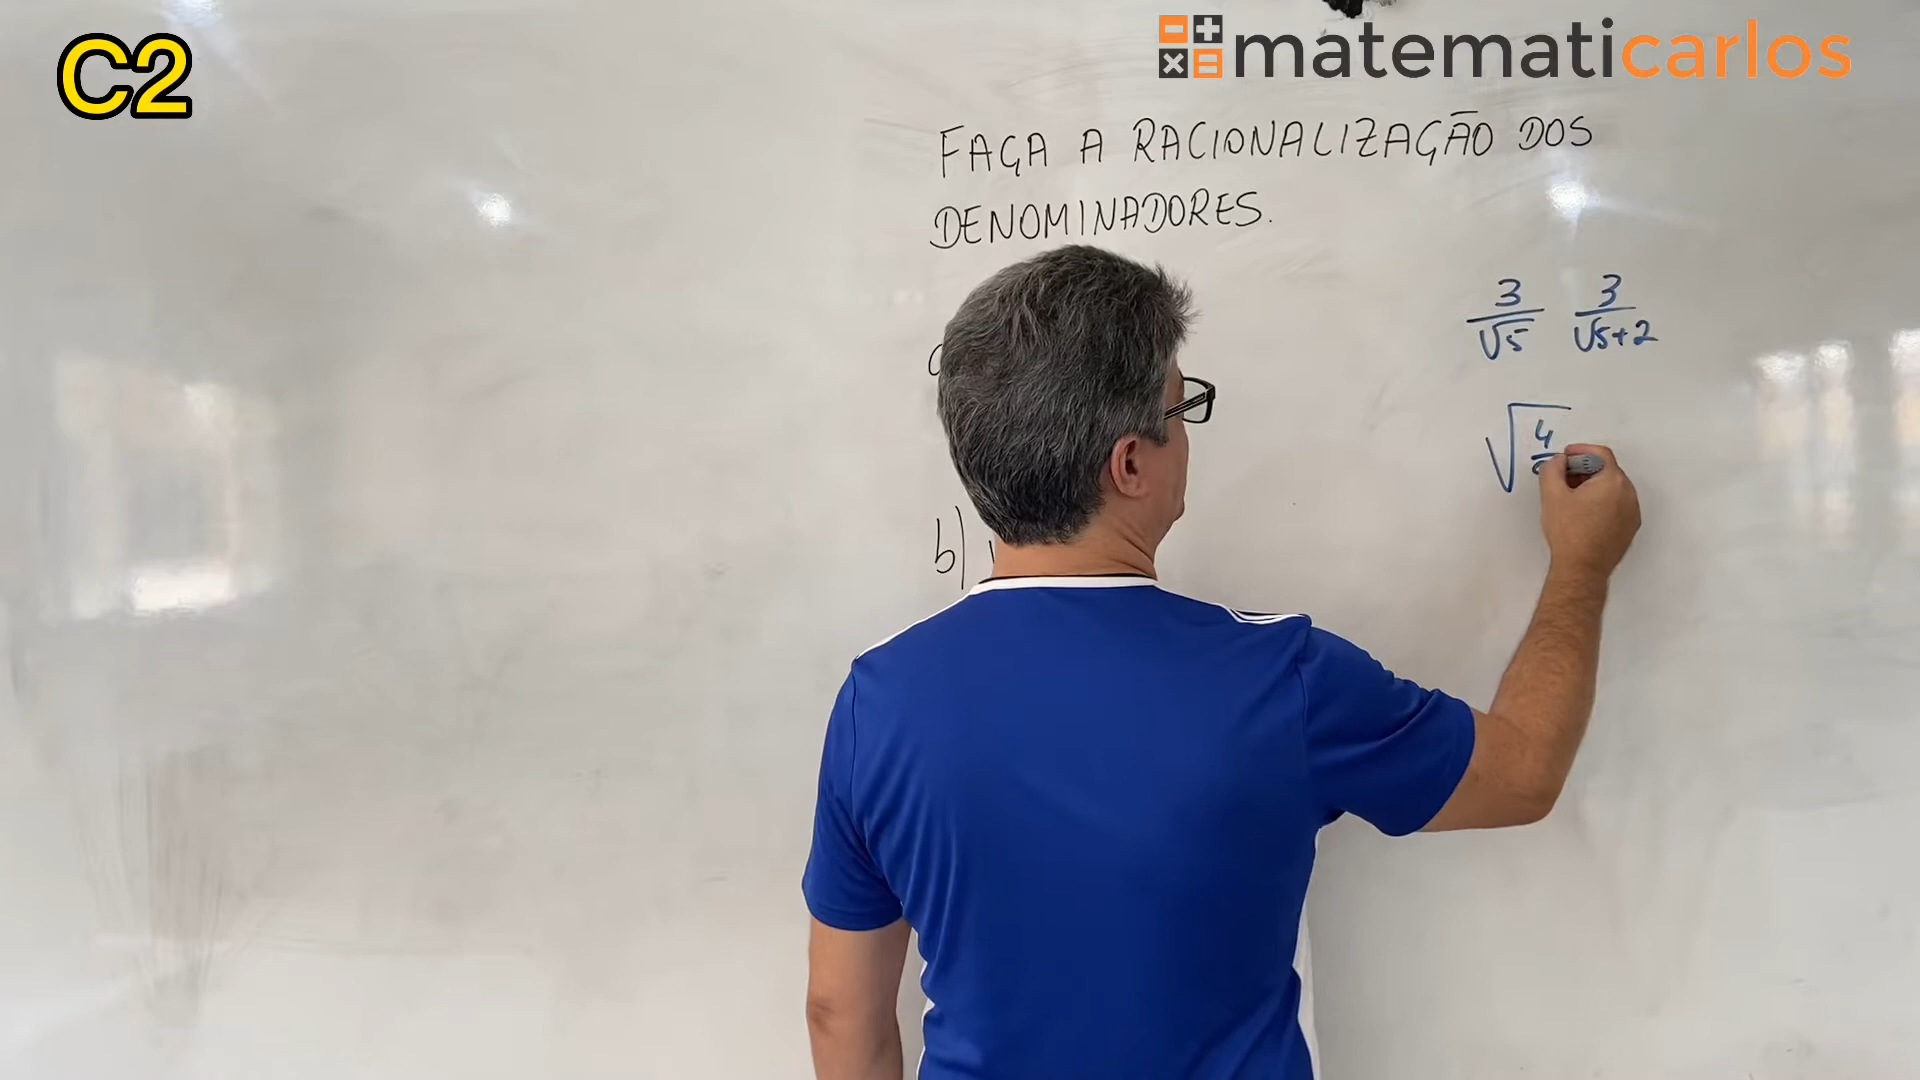 C2
matematicarlos
FAÇA A RACIONALIZAÇÃO DOS
DENOMINADORES.
3/√5 3/√5+2
√4
b)